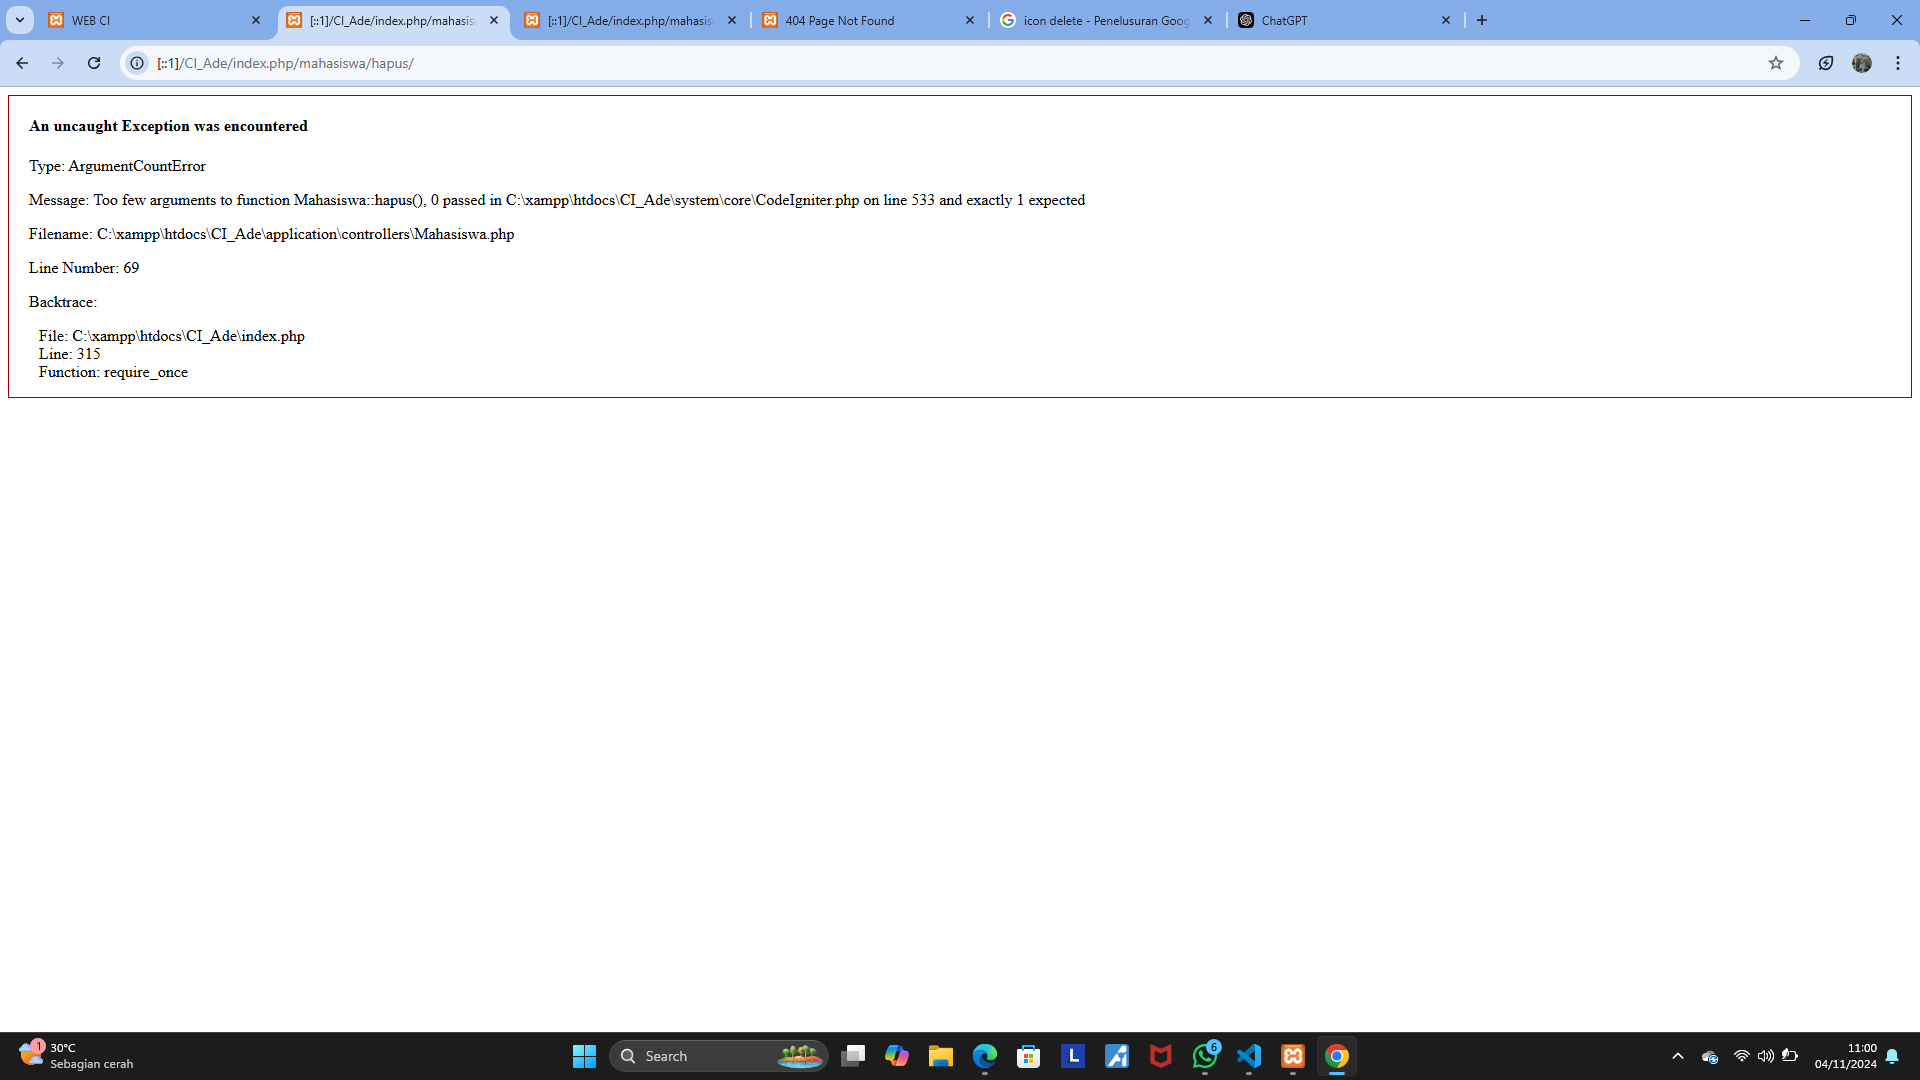 WEB CI
[::1]/CI_Ade/index.php/mahasisw
[::1]/CI_Ade/index.php/mahasis
404 Page Not Found
icon delete - Penelusuran Goog
ChatGPT
[::1]/CI_Ade/index.php/mahasiswa/hapus/
An uncaught Exception was encountered
Type: ArgumentCountError
Message: Too few arguments to function Mahasiswa::hapus(), 0 passed in C:\xampp\htdocs\CI_Ade\system\core\CodeIgniter.php on line 533 and exactly 1 expected
Filename: C:\xampp\htdocs\CI_Ade\application\controllers\Mahasiswa.php
Line Number: 69
Backtrace:
File: C:\xampp\htdocs\CI_Ade\index.php
Line: 315
Function: require_once
1
30°C
Sebagian cerah
Search
L
6
11:00
04/11/2024